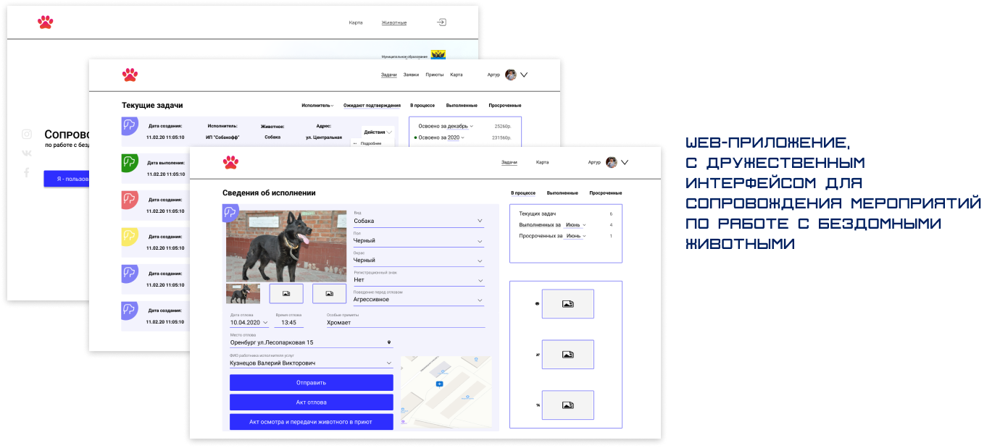 Карта
Животные
Муниципальное образование
Сопрово
по работе с безд
Я - пользов
Задачи
Заявки
Приюты
Карта
Артур
Текущие задачи
Исполнитель
Ожидают подтверждения
В процессе
Выполненные
Просроченные
Дата создания:
Исполнитель:
Животное:
Адрес:
11.02.20 11:05:10
ИП "Собакофф"
Собака
ул. Центральная
Действия
Подробнее
Освоено за декабрь
25260р.
Освоено за 2020
231560р.
Дата выполения:
11.02.20 11:05:10
Дата создания:
11.02.20 11:05:10
Дата создания:
11.02.20 11:05:10
Дата создания:
11.02.20 11:05:10
Дата создания:
11.02.20 11:05:10
Задачи
Карта
Артур
Сведения об исполнении
В процессе
Выполненные
Просроченные
Вид
Собака
Пол
Черный
Окрас
Черный
Регистрационный знак
Нет
Поведение перед отловом
Агрессивное
Дата отлова
Время отлова
Особые приметы
10.04.2020
13:45
Хромает
Место отлова
Оренбург ул.Лесопарковая 15
ФИО работника исполнителя услуг
Кузнецов Валерий Викторович
Отправить
Акт отлова
Акт осмотра и передачи животного в приют
Текущих задач
6
Выполненных за Июнь
4
Просроченных за Июнь
1
WEB-ПРИЛОЖЕНИЕ,
С ДРУЖЕСТВЕННЫМ
ИНТЕРФЕЙСОМ ДЛЯ
СОПРОВОЖДЕНИЯ МЕРОПРИЯТИЙ
ПО РАБОТЕ С БЕЗДОМНЫМИ
ЖИВОТНЫМИ